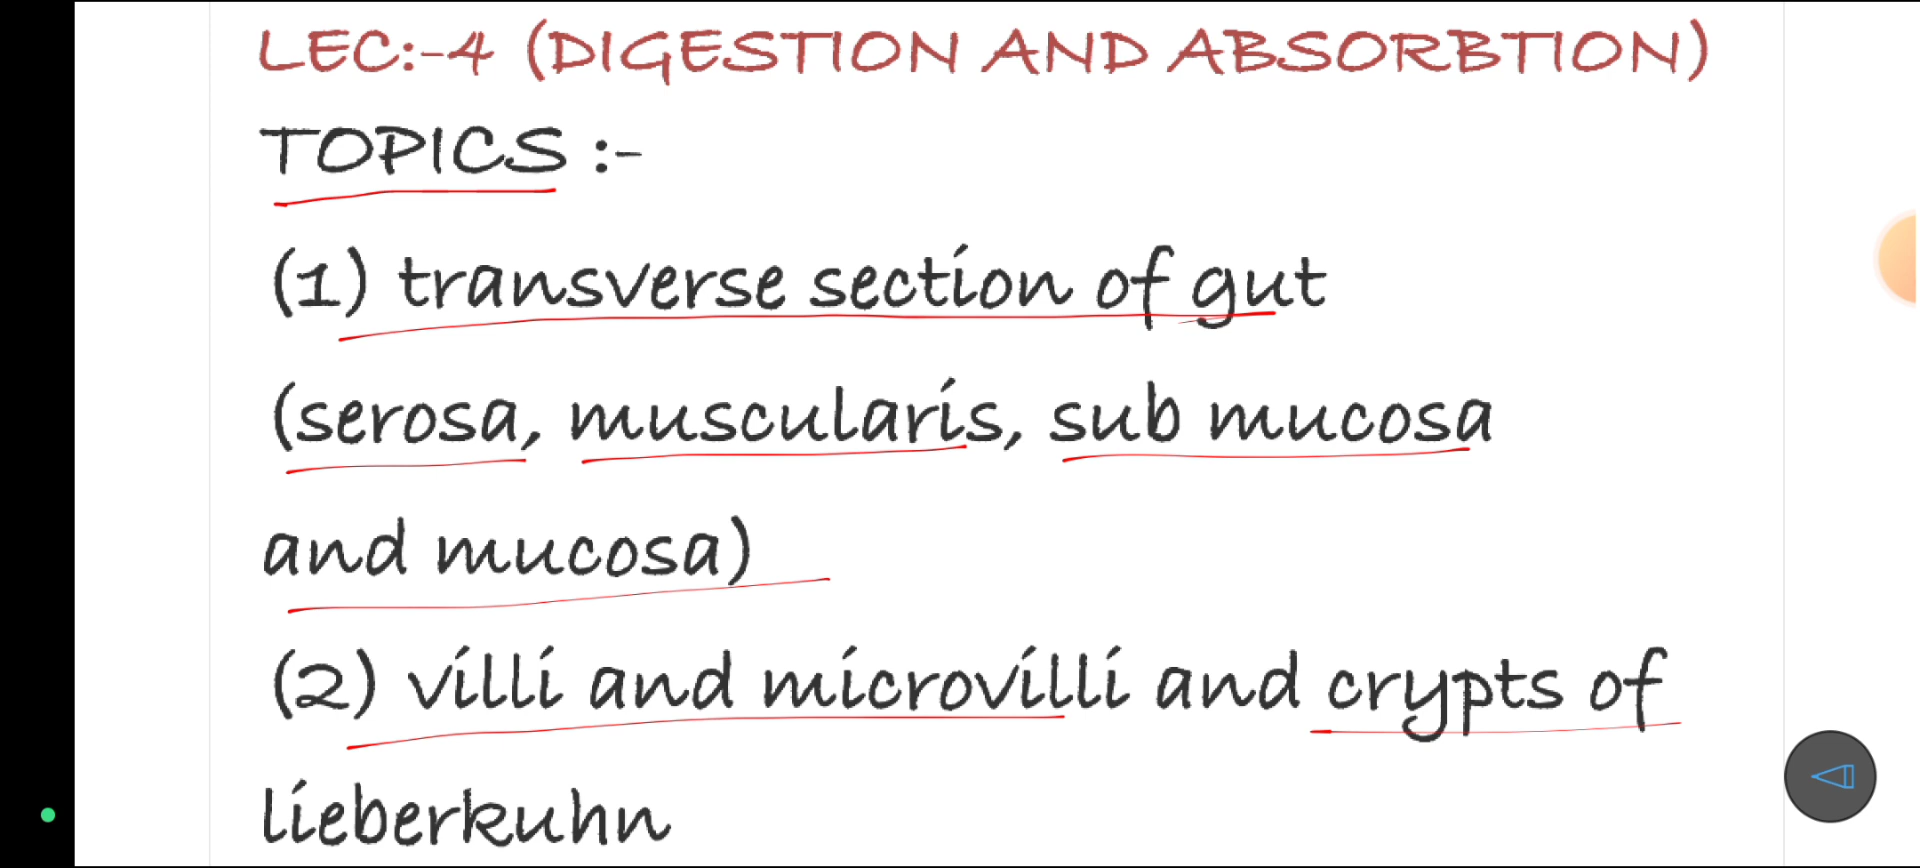 LEC:-4 (DIGESTION AND ABSORBTION)
TOPICS :-
(1) transverse section of gut
(serosa, muscularis, sub mucosa
and mucosa)
(2) villi and microvilli and crypts of
lieberkuhn